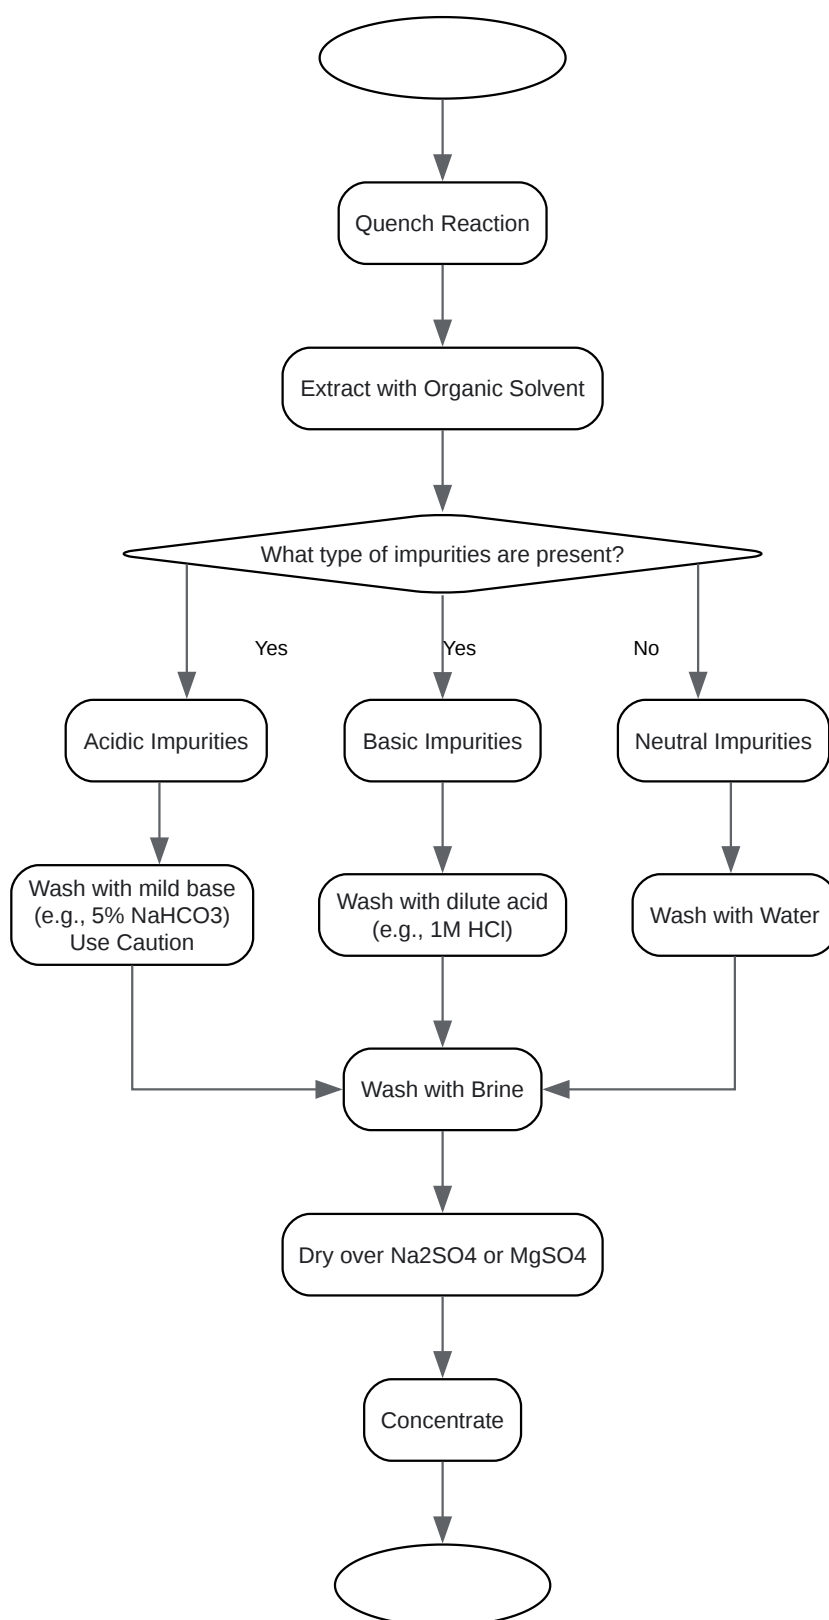 Quench Reaction
Extract with Organic Solvent
What type of impurities are present?
Yes
Yes
No
Acidic Impurities
Basic Impurities
Neutral Impurities
Wash with mild base
(e.g., 5% NaHCO3)
Use Caution
Wash with dilute acid
(e.g., 1M HCl)
Wash with Water
Wash with Brine
Dry over Na2SO4 or MgSO4
Concentrate